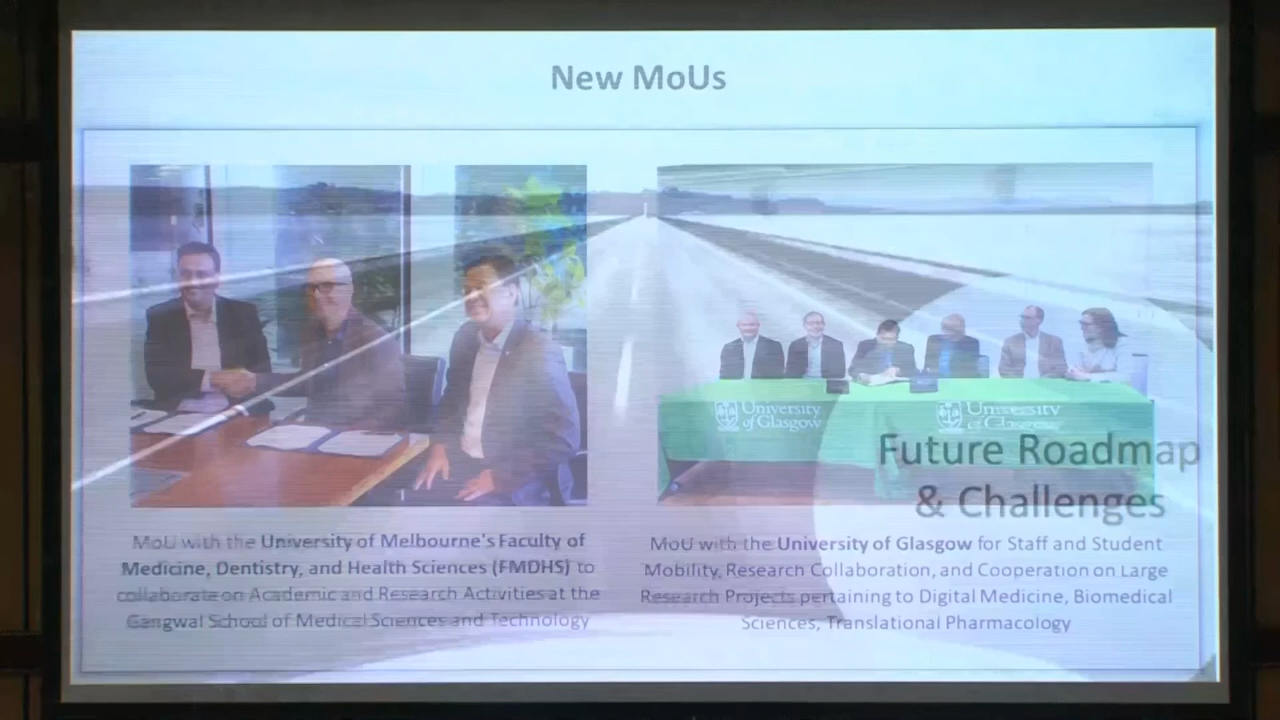 New MoUs
University
of Glasgow
University
of Glasgow
Future Roadmap
& Challenges
MoU with the University of Melbourne's Faculty of
Medicine, Dentistry, and Health Sciences (FMDHS) to
collaborate on Academic and Research Activities at the
Gangwal School of Medical Sciences and Technology
MoU with the University of Glasgow for Staff and Student
Mobility, Research Collaboration, and Cooperation on Large
Research Projects pertaining to Digital Medicine, Biomedical
Sciences, Translational Pharmacology